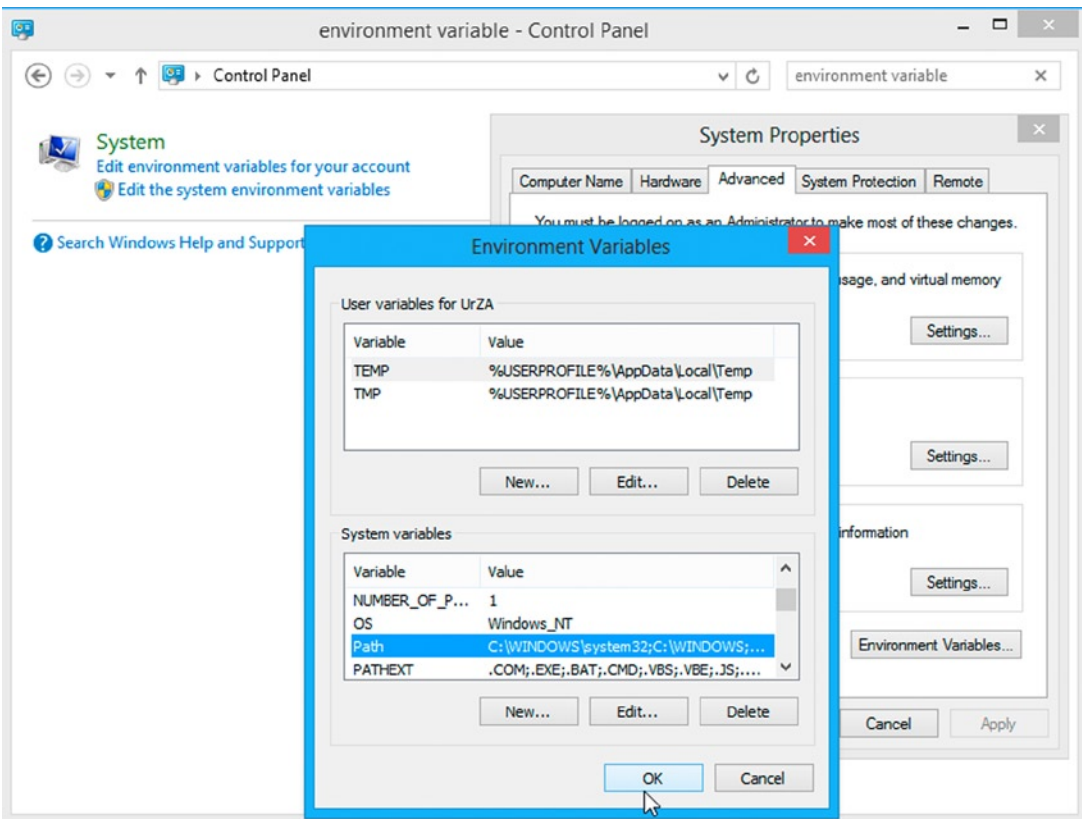 environment variable - Control Panel
Control Panel
environment variable
System
Edit environment variables for your account
Edit the system environment variables
Search Windows Help and Support
System Properties
Computer Name Hardware Advanced System Protection Remote
You must be logged on as an Administrator to make most of these changes.
usage, and virtual memory
Settings...
Settings...
information
Settings...
Environment Variables...
Cancel Apply
Environment Variables
User variables for UrZA
Variable Value
TEMP %USERPROFILE%\AppData\Local\Temp
TMP %USERPROFILE%\AppData\Local\Temp
New... Edit... Delete
System variables
Variable Value
NUMBER_OF_P... 1
OS Windows_NT
Path C:\WINDOWS\system32;C:\WINDOWS;...
PATHEXT .COM;.EXE;.BAT;.CMD;.VBS;.VBE;.JS;....
New... Edit... Delete
OK Cancel